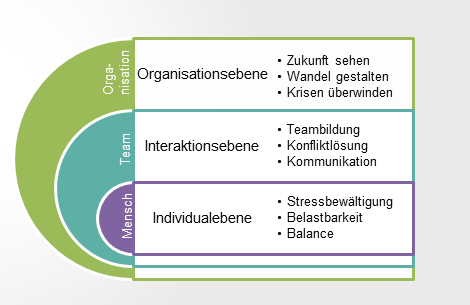 Orga-
nisation
Organisationsebene
• Zukunft sehen
• Wandel gestalten
• Krisen überwinden
Team
Interaktionsebene
• Teambildung
• Konfliktlösung
• Kommunikation
Mensch
Individualebene
• Stressbewältigung
• Belastbarkeit
• Balance